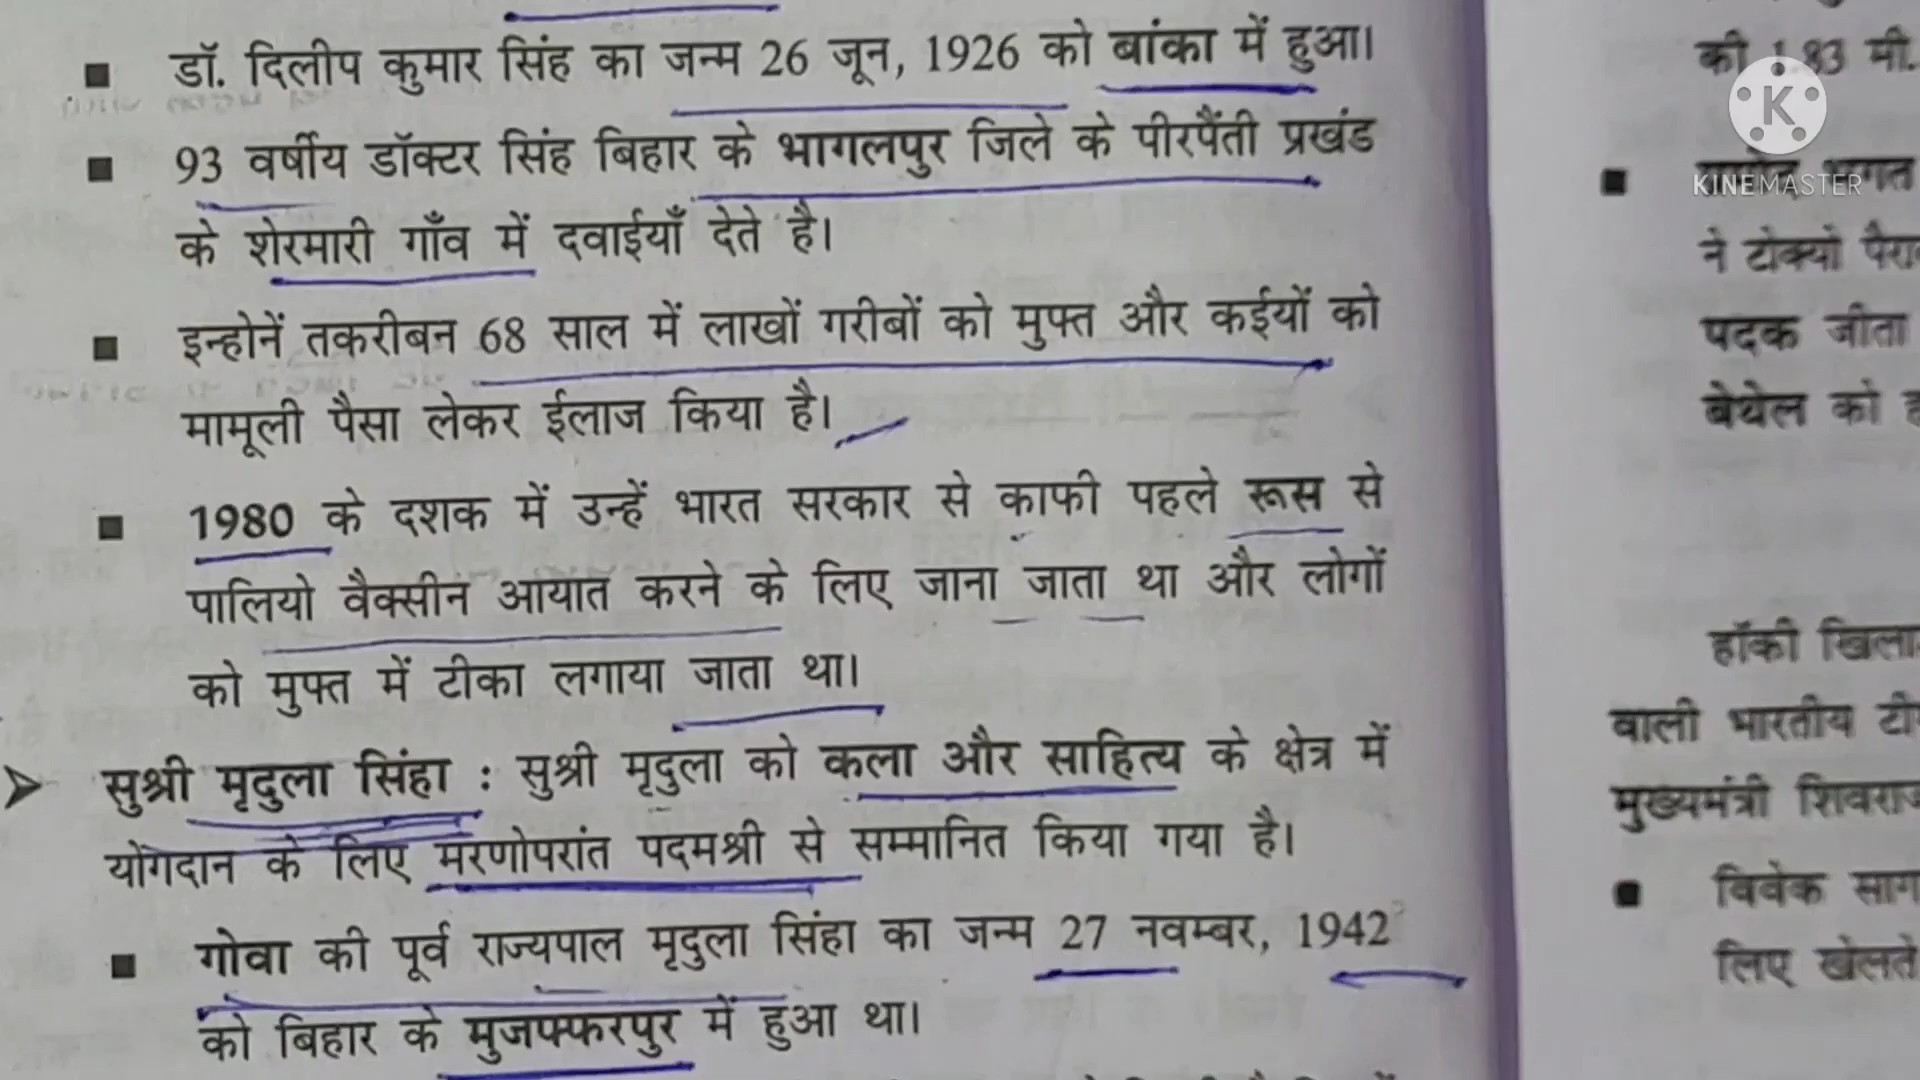 डॉ. दिलीप कुमार सिंह का जन्म 26 जून, 1926 को बांका में हुआ।
93 वर्षीय डॉक्टर सिंह बिहार के भागलपुर जिले के पीरपैंती प्रखंड
के शेरमारी गाँव में दवाईयाँ देते है।
इन्होनें तकरीबन 68 साल में लाखों गरीबों को मुफ्त और कईयों को
मामूली पैसा लेकर ईलाज किया है।
1980 के दशक में उन्हें भारत सरकार से काफी पहले रूस से
पालियो वैक्सीन आयात करने के लिए जाना जाता था और लोगों
को मुफ्त में टीका लगाया जाता था।
सुश्री मृदुला सिंहा : सुश्री मृदुला को कला और साहित्य के क्षेत्र में
योगदान के लिए मरणोपरांत पदमश्री से सम्मानित किया गया है।
गोवा की पूर्व राज्यपाल मृदुला सिंहा का जन्म 27 नवम्बर, 1942
को बिहार के मुजफ्फरपुर में हुआ था।
की 83 मी.
K
KINEMASTER
ने टोक्यो
पदक जीता
को
हॉकी
वाली भारतीय
मुख्यमंत्री
विवेक
लिए खेलते